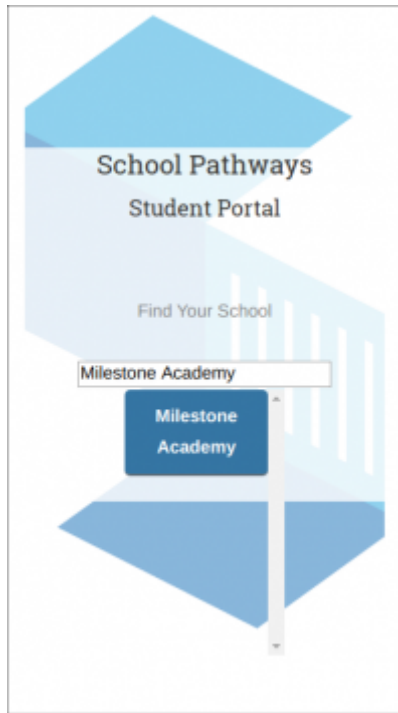 School Pathways
Student Portal
Find Your School
Milestone Academy
Milestone
Academy